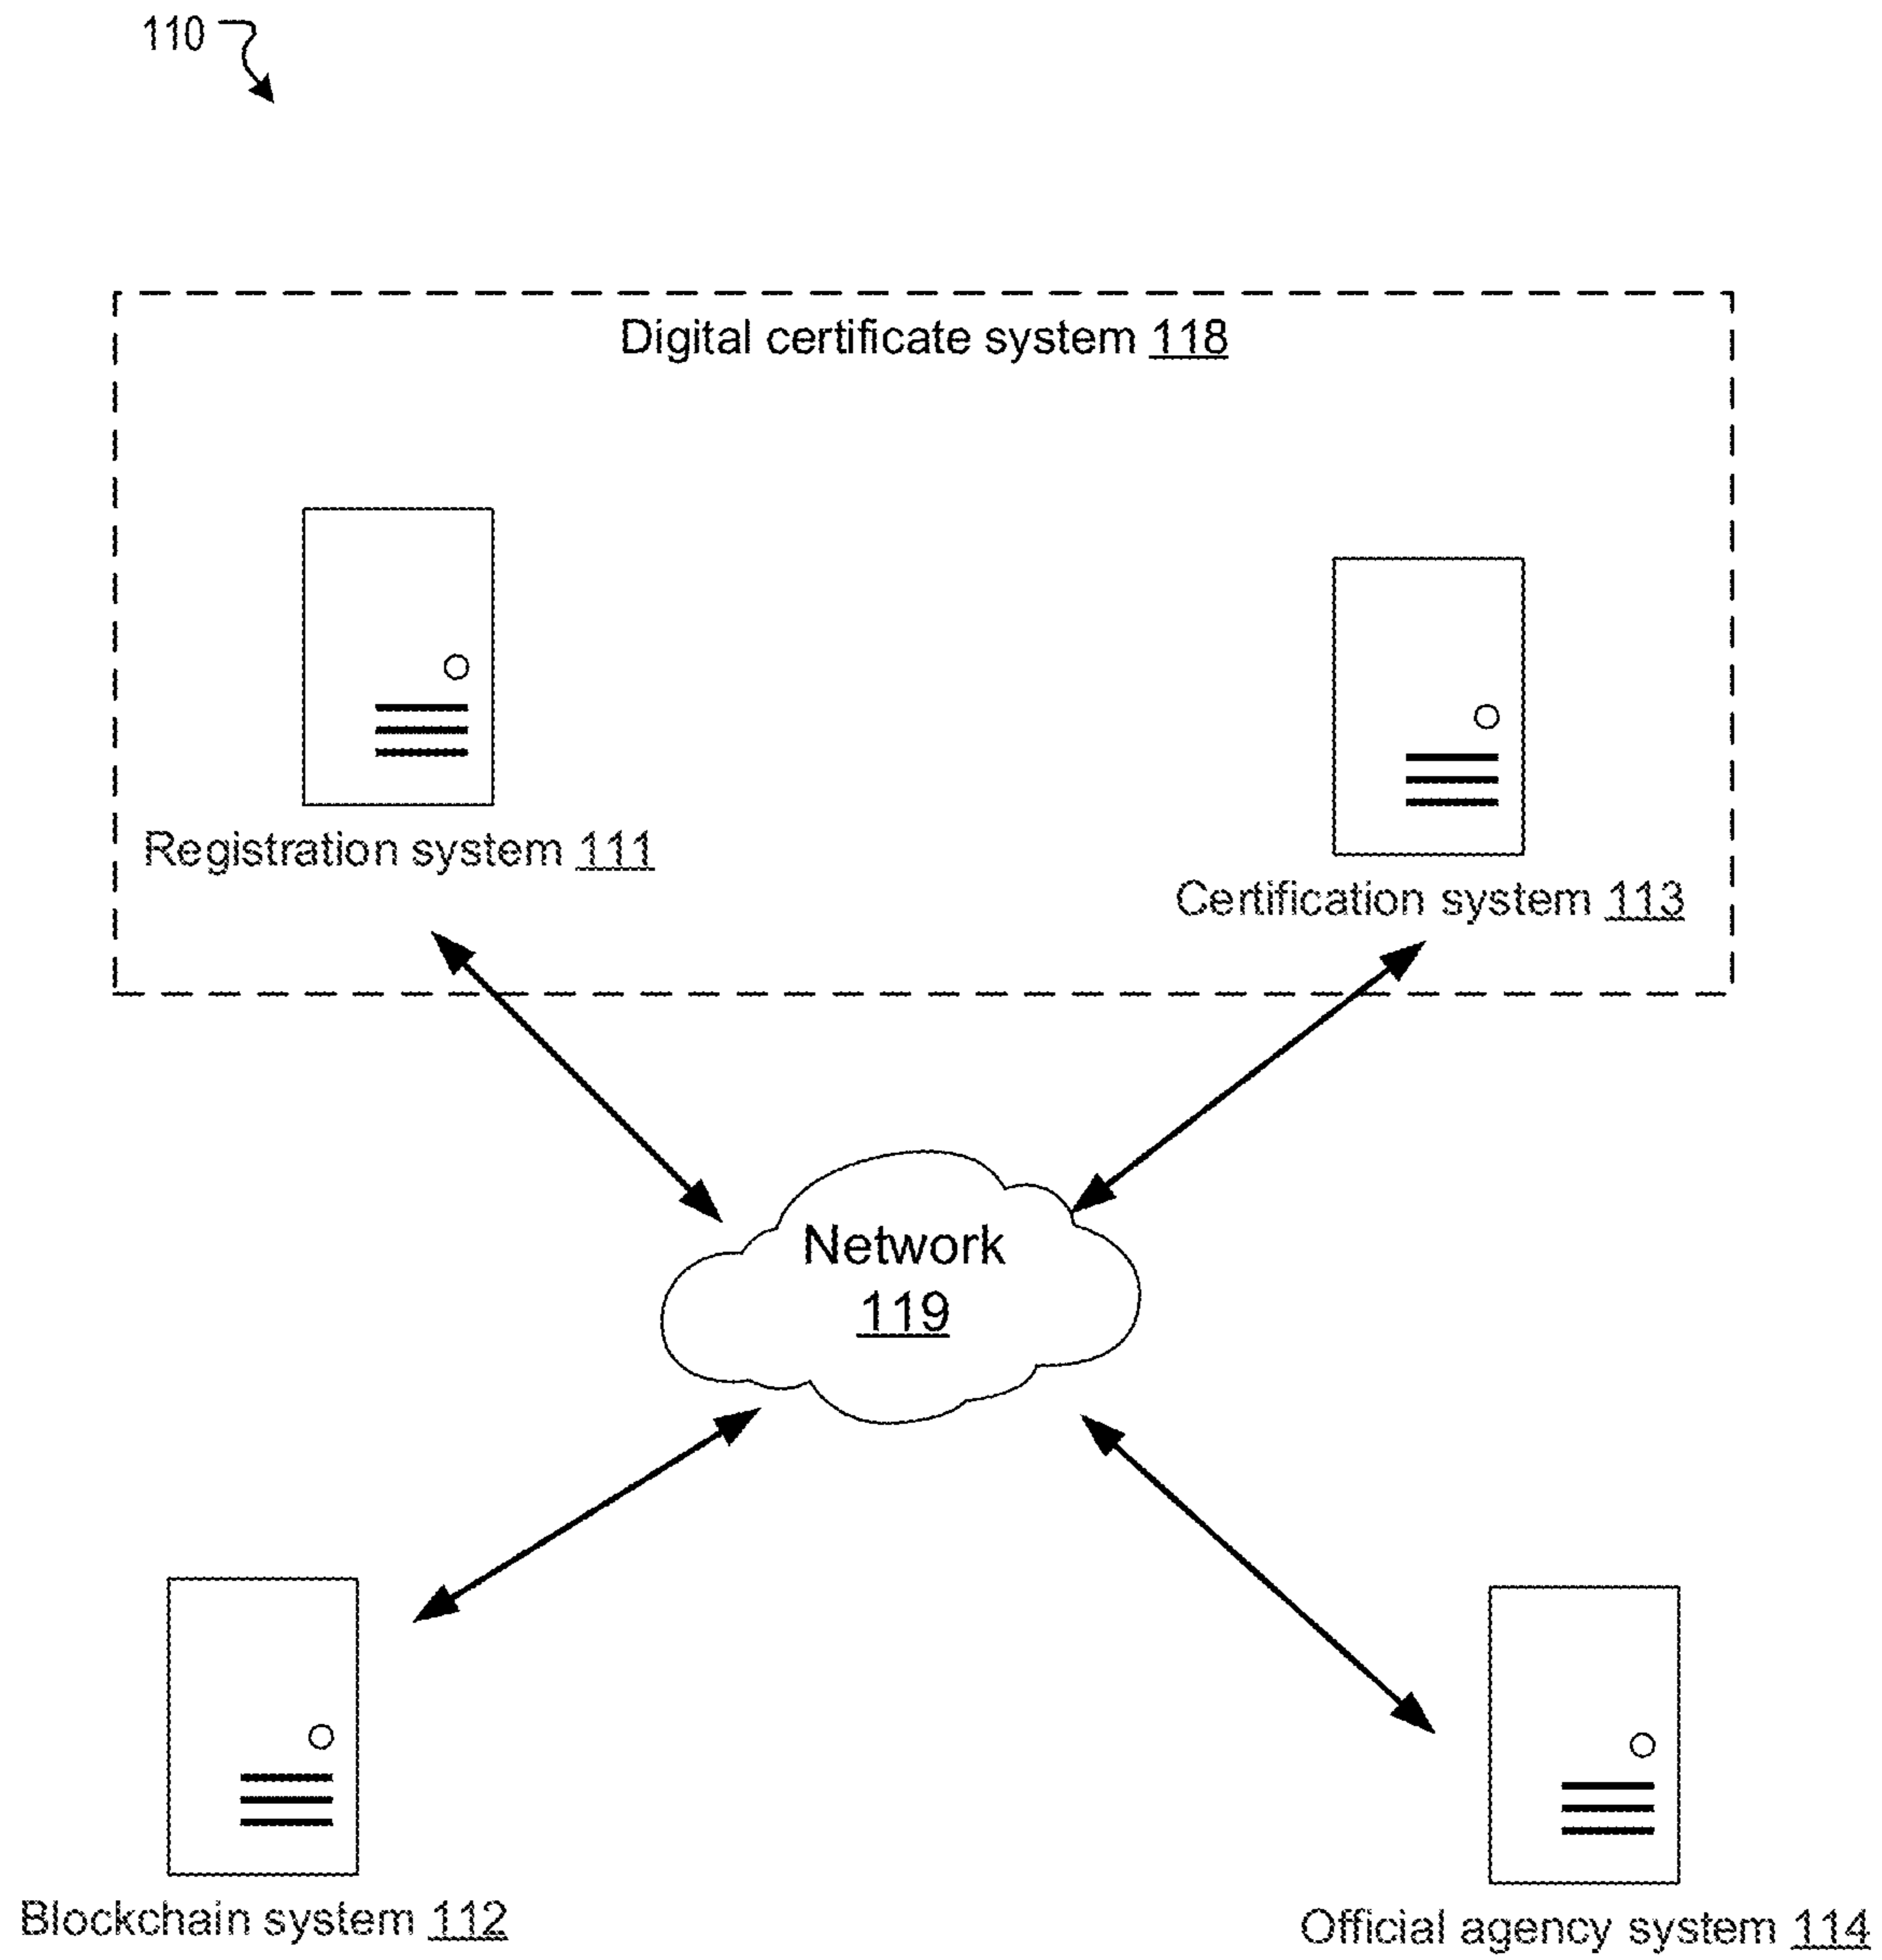 110
Digital certificate system 118
Registration system 111
Certification system 113
Network
119
Blockchain system 112
Official agency system 114